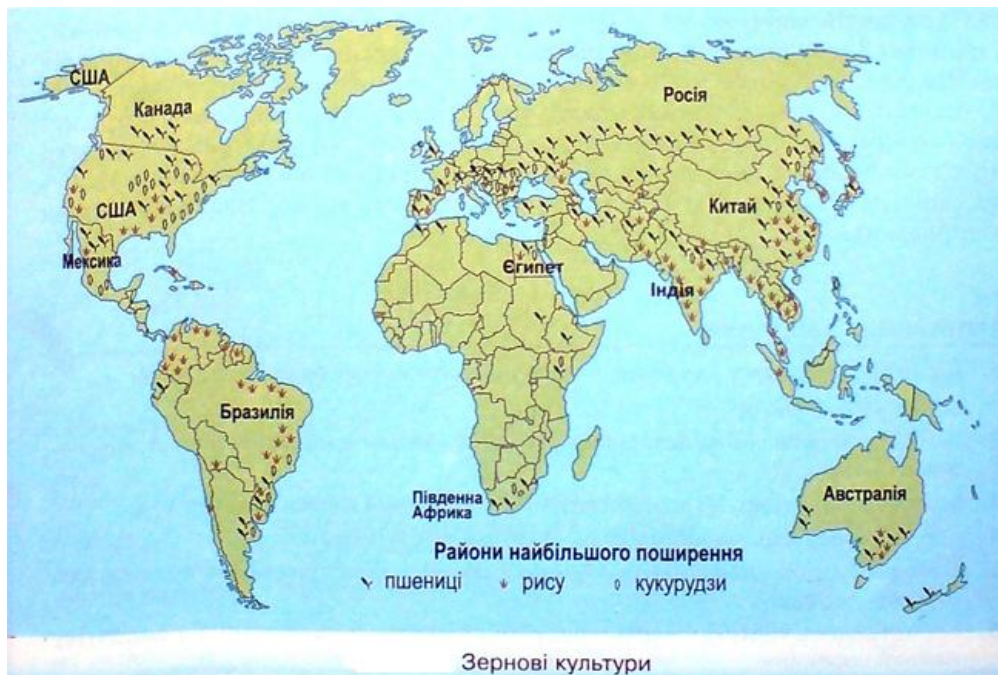 США
Канада
Росія
США
Китай
Мексика
Єгипет
Індія
Бразилія
Південна
Африка
Австралія
Райони найбільшого поширення
пшениці рису кукурудзи
Зернові культури